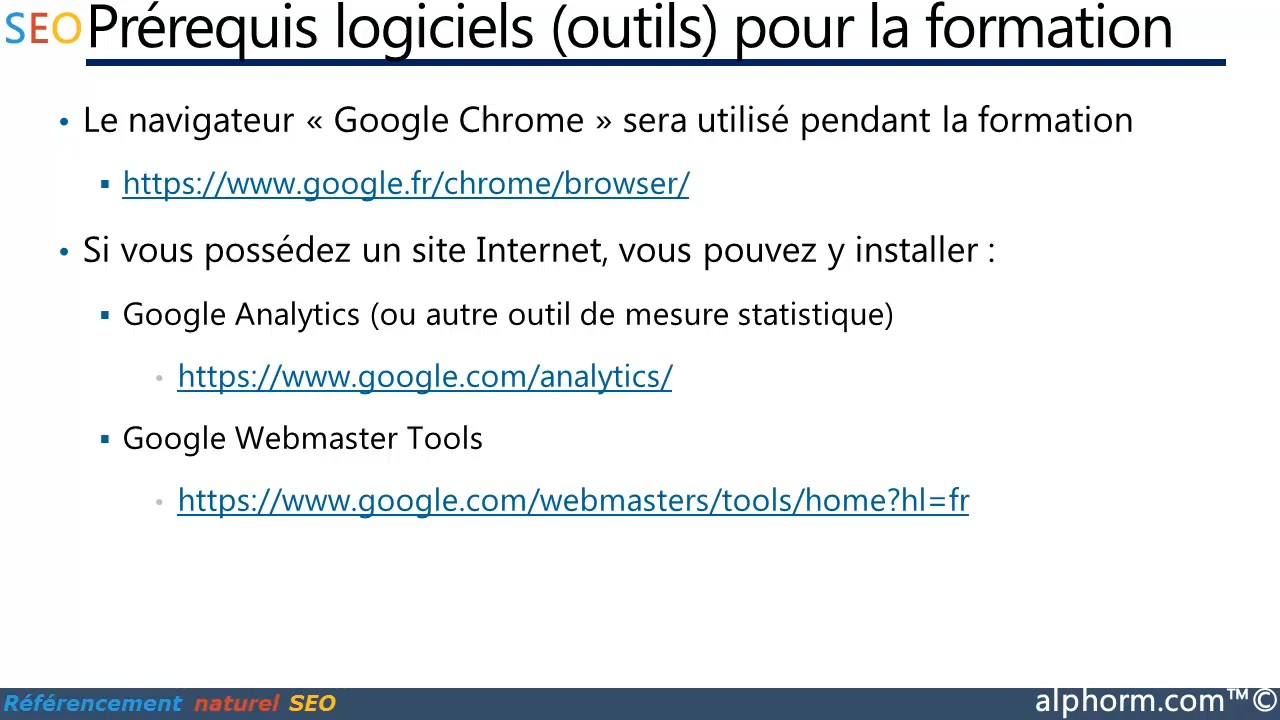 SEO Prérequis logiciels (outils) pour la formation
• Le navigateur « Google Chrome » sera utilisé pendant la formation
▪ https://www.google.fr/chrome/browser/
• Si vous possédez un site Internet, vous pouvez y installer :
▪ Google Analytics (ou autre outil de mesure statistique)
• https://www.google.com/analytics/
▪ Google Webmaster Tools
• https://www.google.com/webmasters/tools/home?hl=fr
Référencement naturel SEO
alphorm.com™©